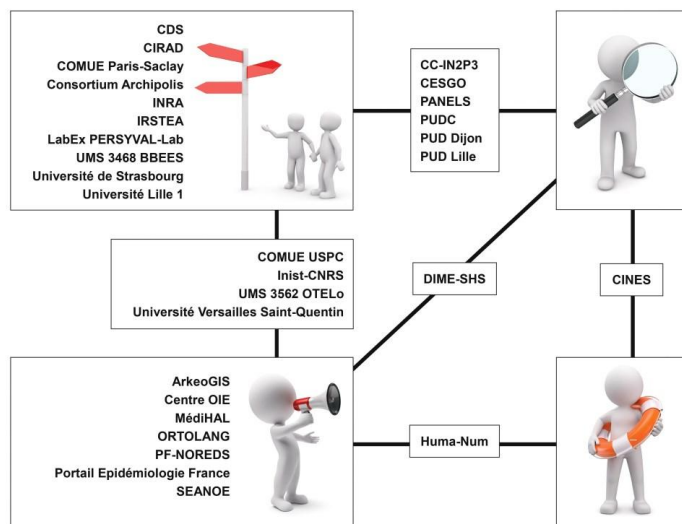 CDS
CIRAD
COMUE Paris-Saclay
Consortium Archipolis
INRA
IRSTEA
LabEx PERSYVAL-Lab
UMS 3468 BBEES
Université de Strasbourg
Université Lille 1
CC-IN2P3
CESGO
PANELS
PUDC
PUD Dijon
PUD Lille
COMUE USPC
Inist-CNRS
UMS 3562 OTELo
Université Versailles Saint-Quentin
DIME-SHS
CINES
ArkeoGIS
Centre OIE
MédiHAL
ORTOLANG
PF-NOREDS
Portail Epidémiologie France
SEANOE
Huma-Num